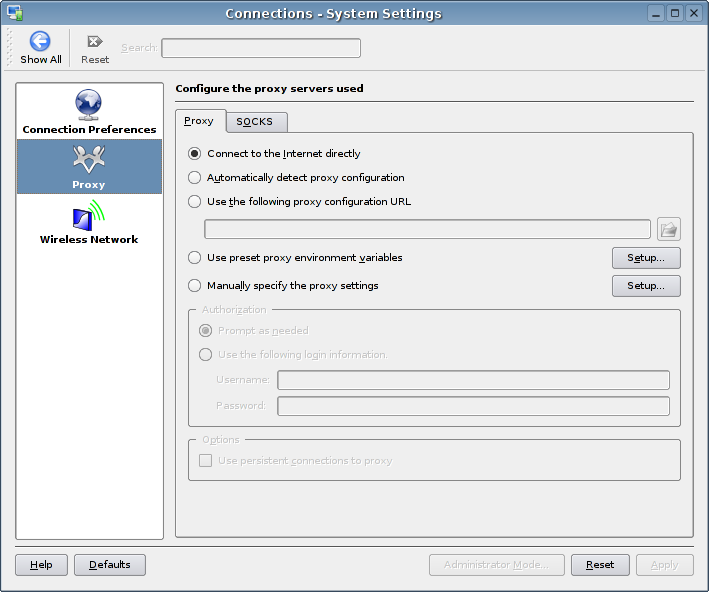 Connections - System Settings
Show All
Reset
Search:
Connection Preferences
Proxy
Wireless Network
Configure the proxy servers used
Proxy
SOCKS
Connect to the Internet directly
Automatically detect proxy configuration
Use the following proxy configuration URL
Use preset proxy environment variables
Setup...
Manually specify the proxy settings
Setup...
Authorization
Prompt as needed
Use the following login information.
Username:
Password:
Options
Use persistent connections to proxy
Help
Defaults
Administrator Mode...
Reset
Apply